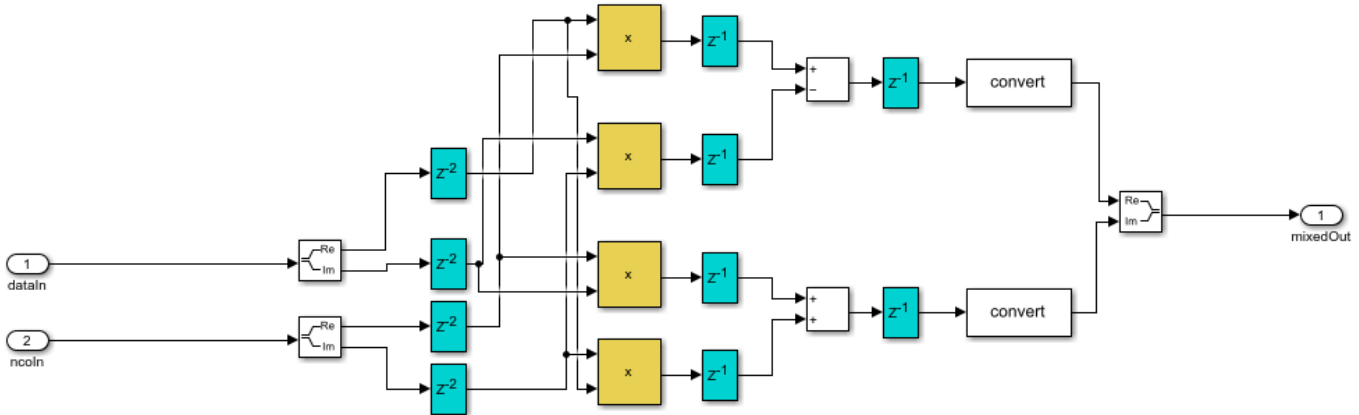 x
Z-1
+
−
Z-1
convert
x
Z-1
Z-2
Re
Im
1
mixedOut
Re
Im
1
dataIn
Z-2
x
Z-1
+
+
Z-1
convert
Re
Im
2
ncoIn
Z-2
x
Z-1
Z-2